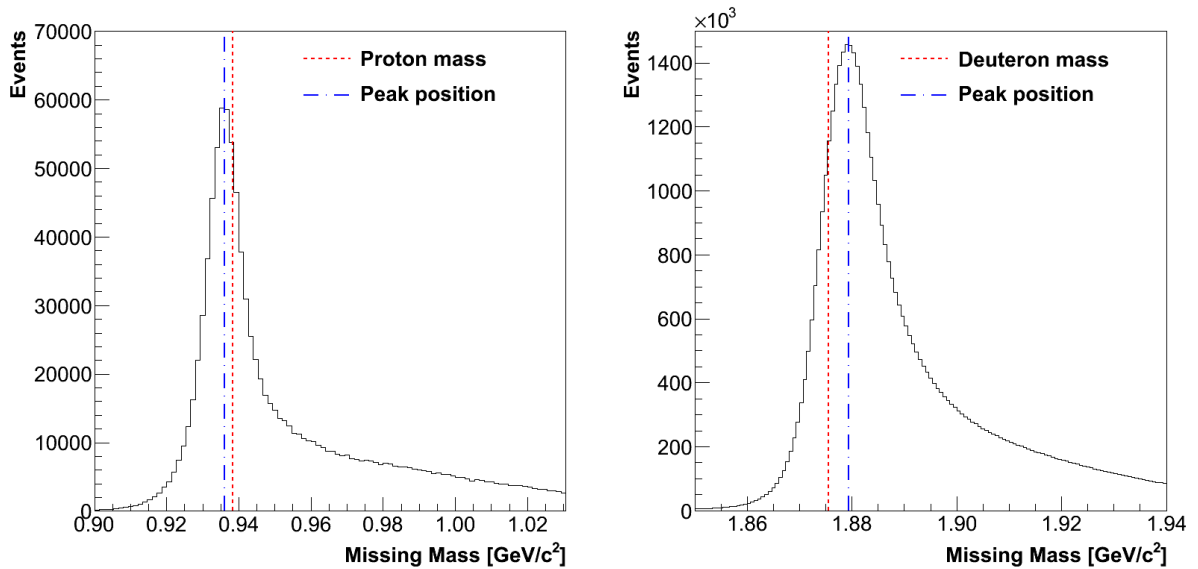 Events
70000
60000
50000
40000
30000
20000
10000
0
0.90 0.92 0.94 0.96 0.98 1.00 1.02
Missing Mass [GeV/c²]
Proton mass
Peak position
×10³
Events
1400
1200
1000
800
600
400
200
0
1.86 1.88 1.90 1.92 1.94
Missing Mass [GeV/c²]
Deuteron mass
Peak position